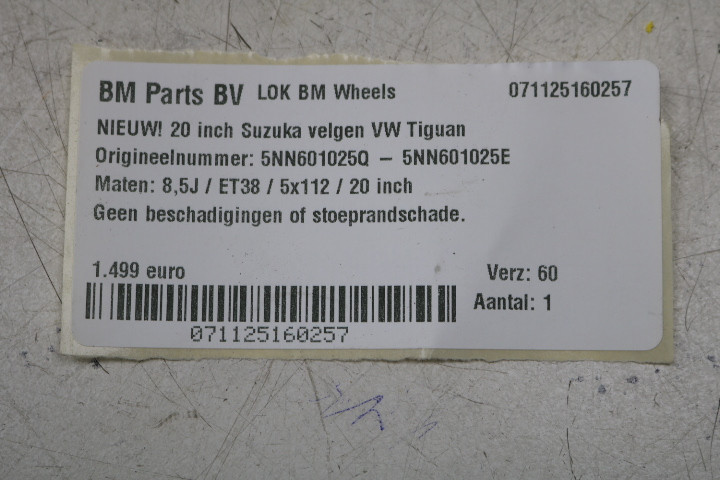 BM Parts BV LOK BM Wheels 071125160257
NIEUW! 20 inch Suzuka velgen VW Tiguan
Origineelnummer: 5NN601025Q – 5NN601025E
Maten: 8,5J / ET38 / 5x112 / 20 inch
Geen beschadigingen of stoeprandschade.
1.499 euro Verz: 60
Aantal: 1
071125160257